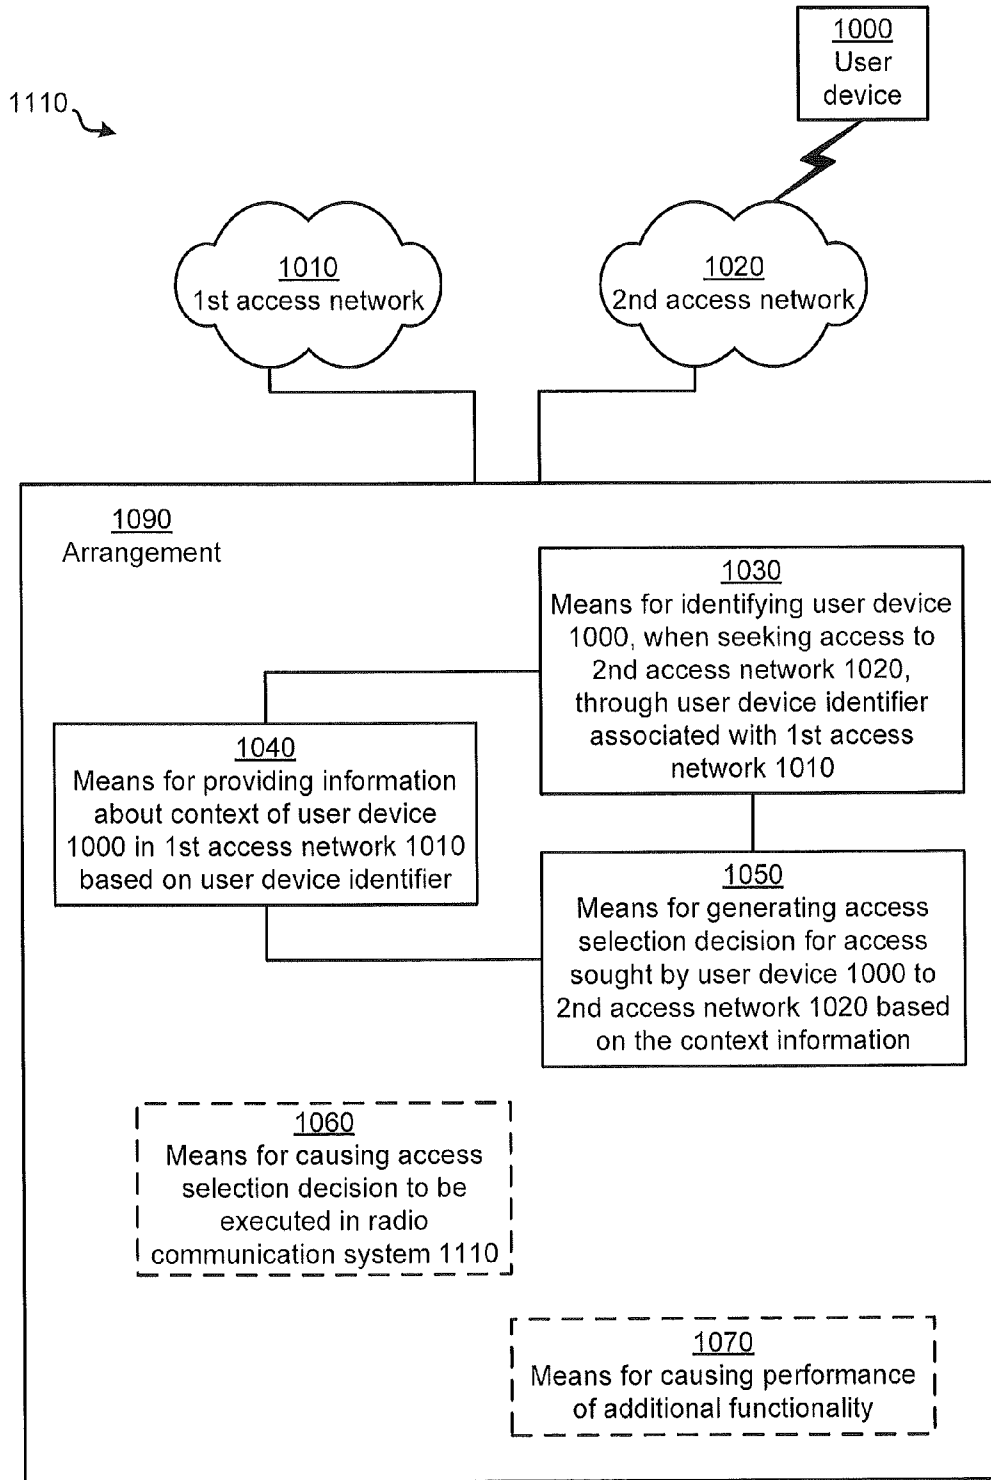 1000
User
device
1110
1010
1st access network
1020
2nd access network
1090
Arrangement
1030
Means for identifying user device
1000, when seeking access to
2nd access network 1020,
through user device identifier
associated with 1st access
network 1010
1040
Means for providing information
about context of user device
1000 in 1st access network 1010
based on user device identifier
1050
Means for generating access
selection decision for access
sought by user device 1000 to
2nd access network 1020 based
on the context information
1060
Means for causing access
selection decision to be
executed in radio
communication system 1110
1070
Means for causing performance
of additional functionality